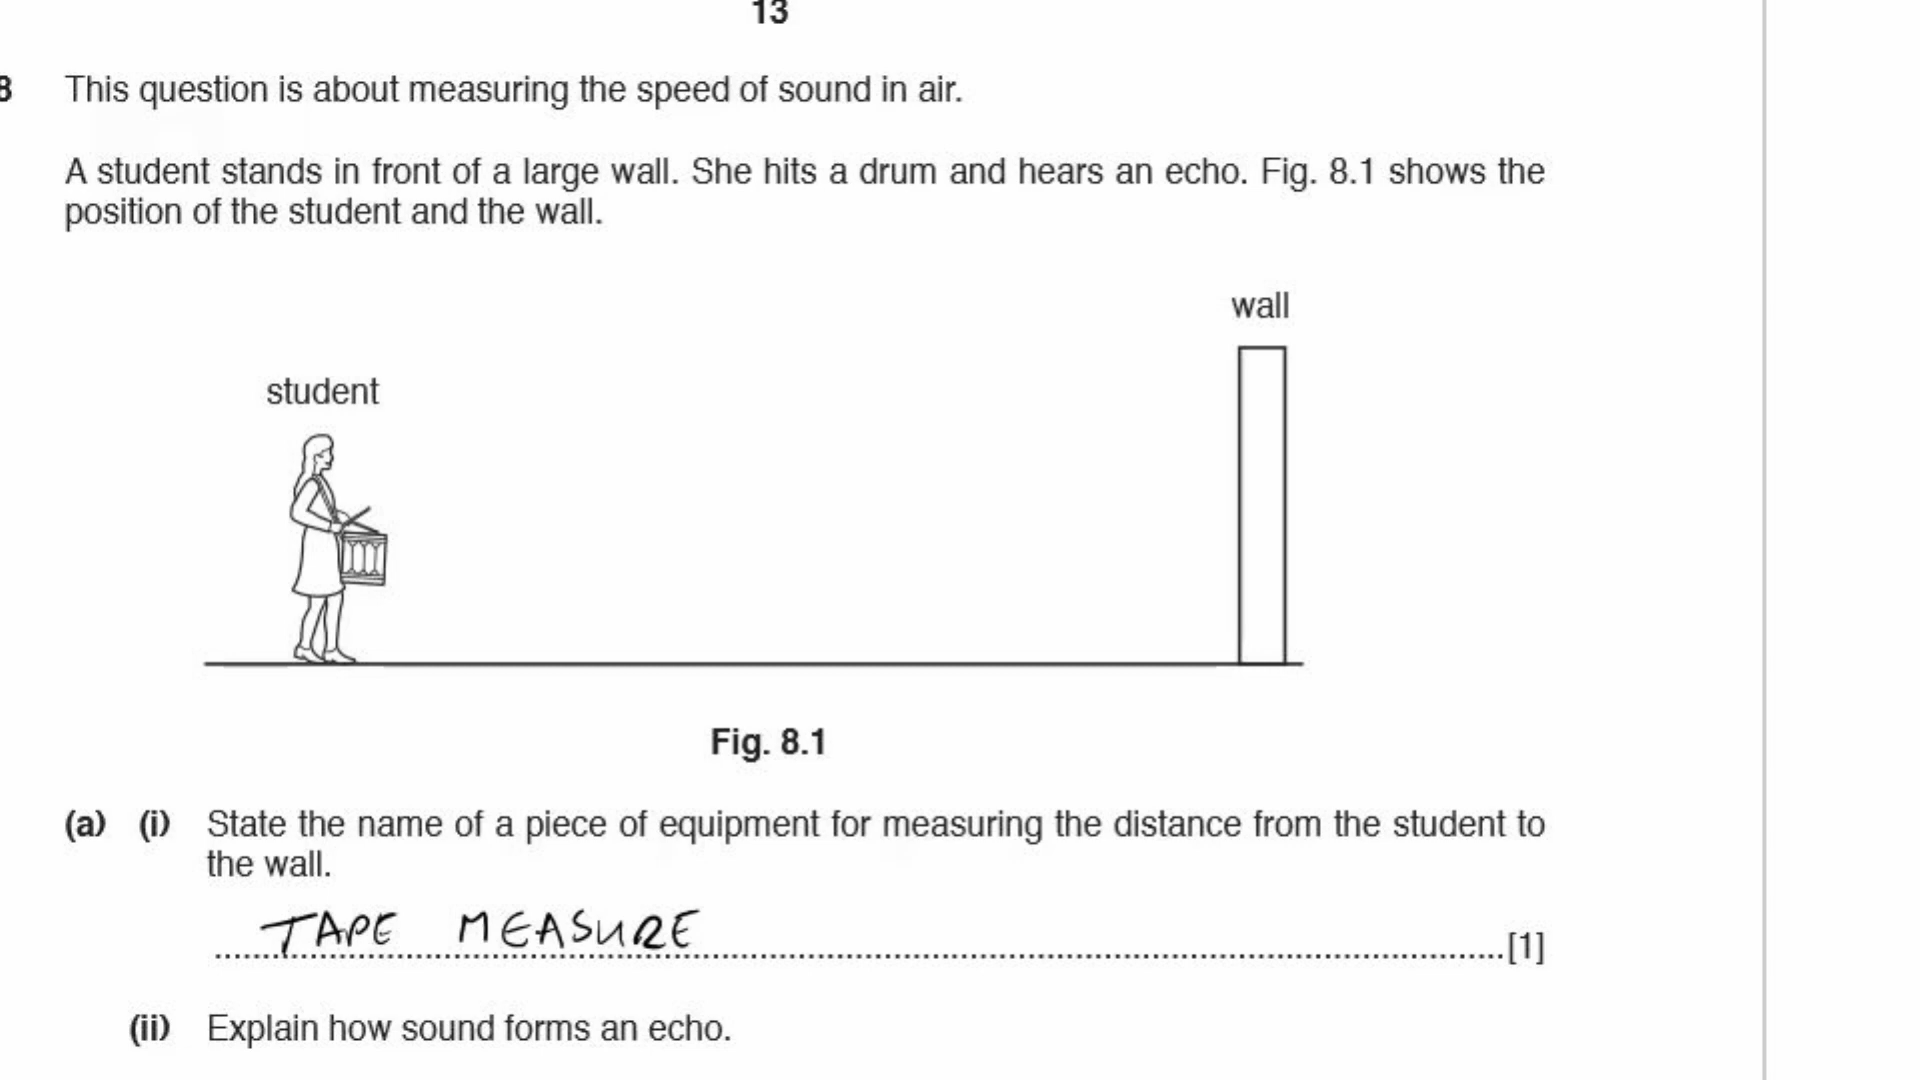 13
8 This question is about measuring the speed of sound in air.
A student stands in front of a large wall. She hits a drum and hears an echo. Fig. 8.1 shows the
position of the student and the wall.
wall
student
Fig. 8.1
(a) (i) State the name of a piece of equipment for measuring the distance from the student to
the wall.
TAPE MEASURE
[1]
(ii) Explain how sound forms an echo.